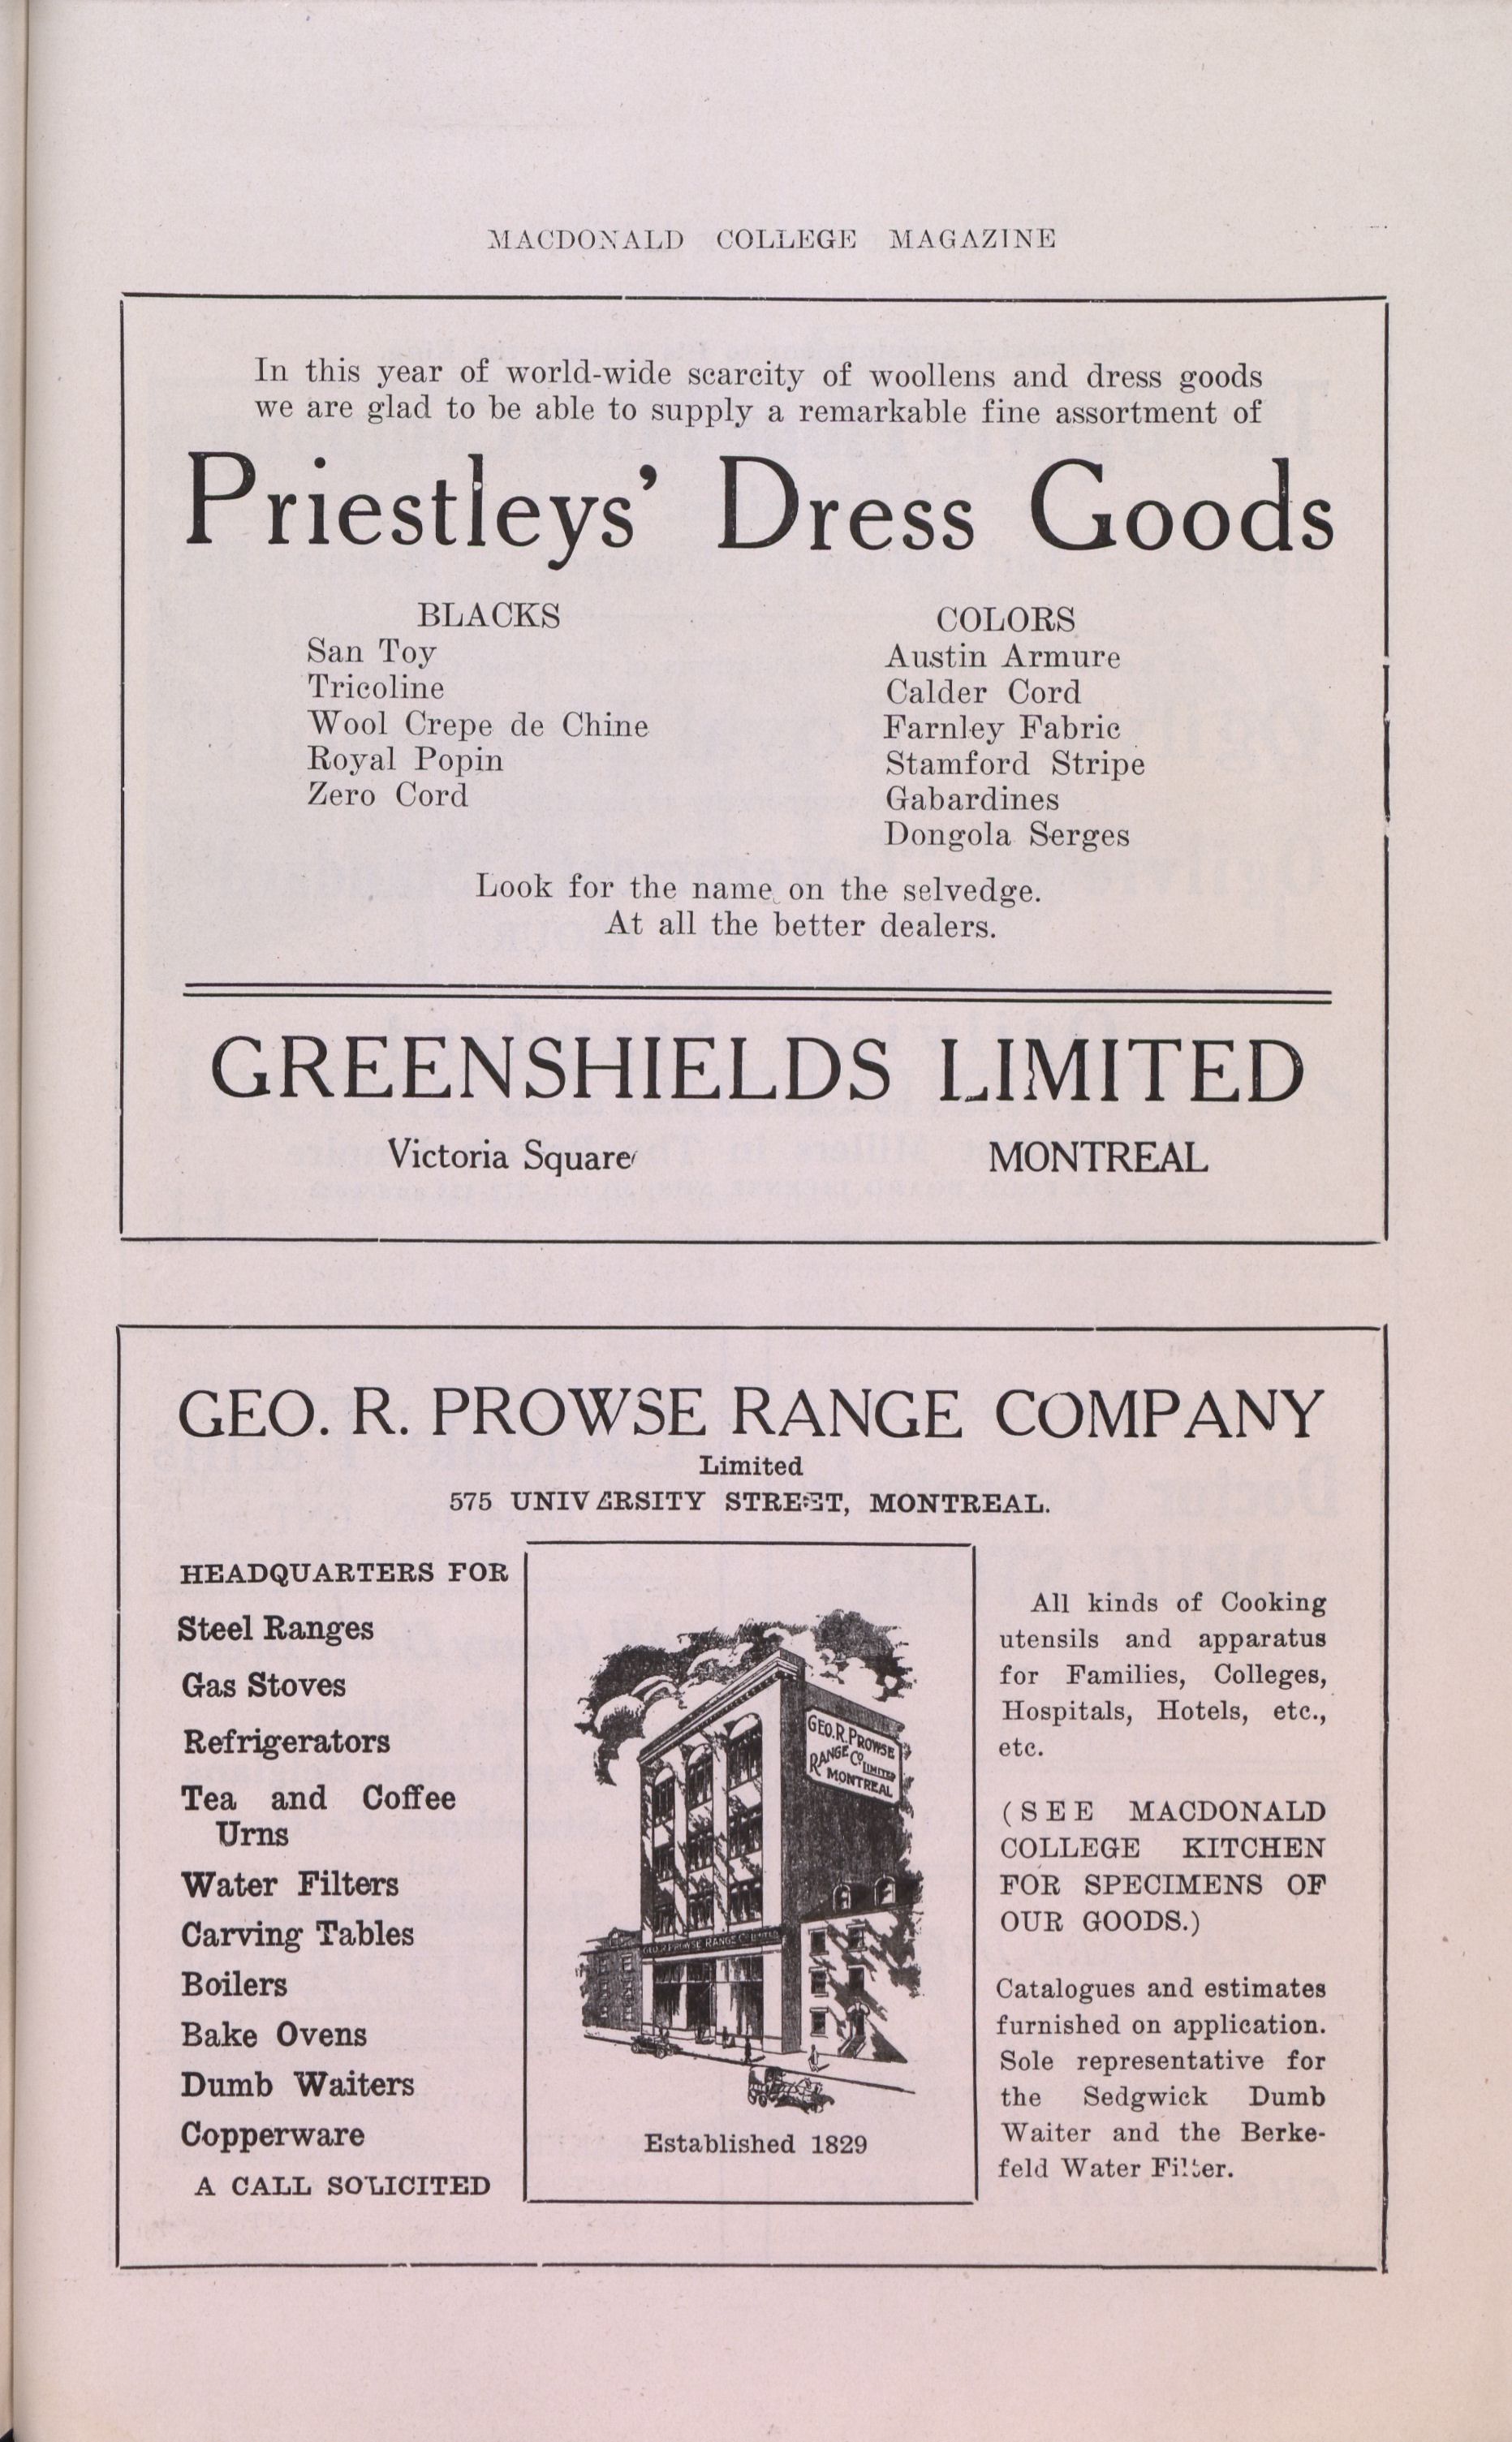 MACDONALD COLLEGE MAGAZINE
In this year of world-wide scarcity of woollens and dress goods
we are glad to be able to supply a remarkable fine assortment of
Priestleys' Dress Goods
BLACKS
San Toy
Tricoline
Wool Crepe de Chine
Royal Popin
Zero Cord
COLORS
Austin Armure
Calder Cord
Farnley Fabric
Stamford Stripe
Gabardines
Dongola Serges
Look for the name on the selvedge.
At all the better dealers.
GREENSHIELDS LIMITED
Victoria Square MONTREAL
GEO. R. PROWSE RANGE COMPANY
Limited
575 UNIVERSITY STREET, MONTREAL.
HEADQUARTERS FOR
Steel Ranges
Gas Stoves
Refrigerators
Tea and Coffee
Urns
Water Filters
Carving Tables
Boilers
Bake Ovens
Dumb Waiters
Copperware
A CALL SOLICITED
GEO. R. PROWSE
RANGE CO. LIMITED
MONTREAL
GEO. R. PROWSE RANGE CO. LIMITED
Established 1829
All kinds of Cooking
utensils and apparatus
for Families, Colleges,
Hospitals, Hotels, etc.,
etc.
(SEE MACDONALD
COLLEGE KITCHEN
FOR SPECIMENS OF
OUR GOODS.)
Catalogues and estimates
furnished on application.
Sole representative for
the Sedgwick Dumb
Waiter and the Berke-
feld Water Filter.